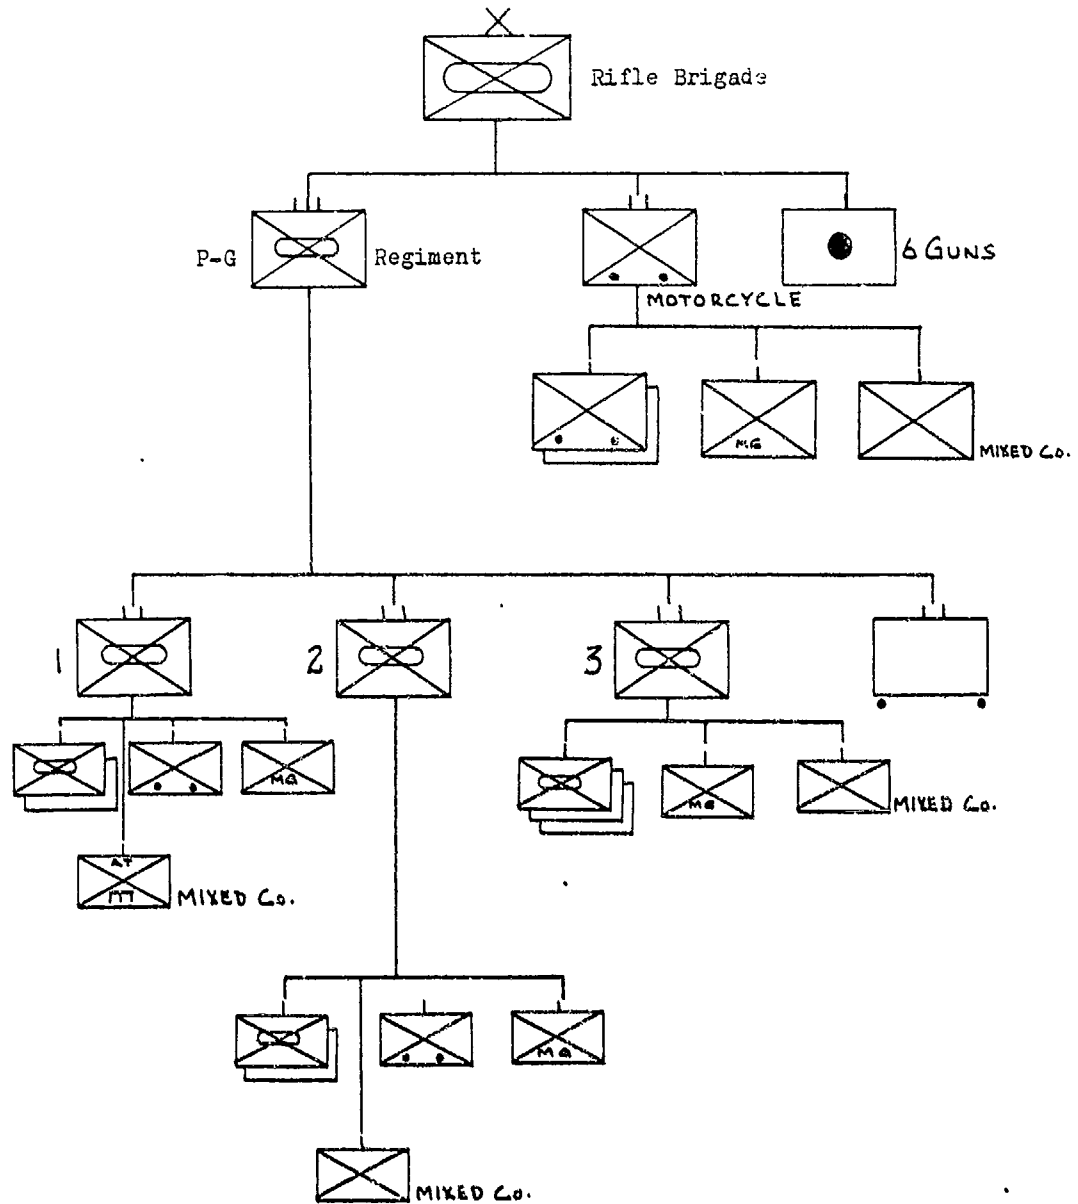 Rifle Brigade
P-G Regiment
6 GUNS
MOTORCYCLE
MG
MIXED Co.
1
2
3
MG
MG
MIXED Co.
AT
MIXED Co.
MG
MIXED Co.